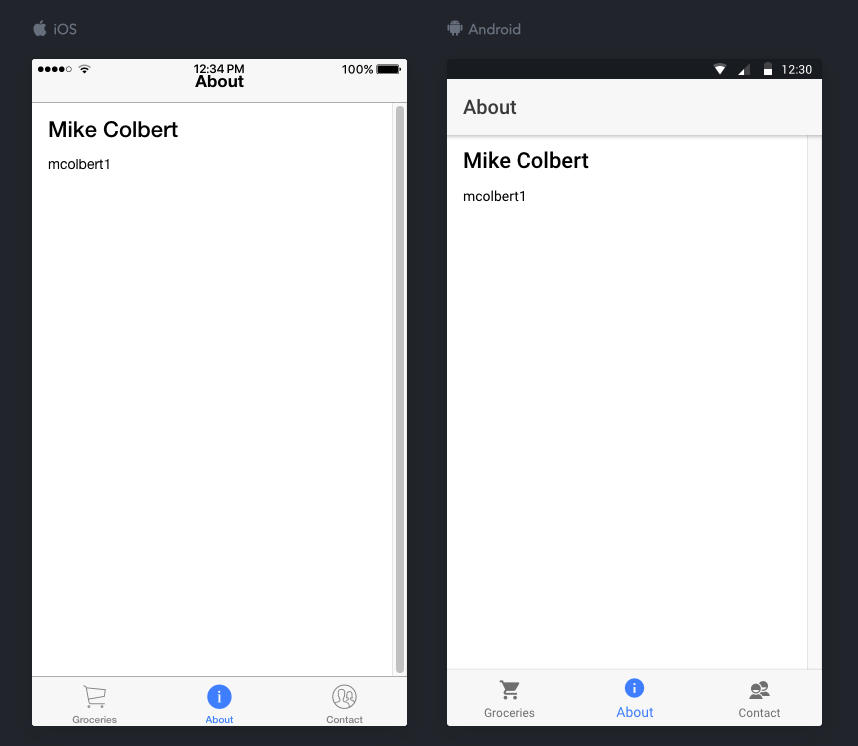 iOS
12:34 PM
100%
About
Mike Colbert
mcolbert1
Groceries
About
Contact
Android
12:30
About
Mike Colbert
mcolbert1
Groceries
About
Contact